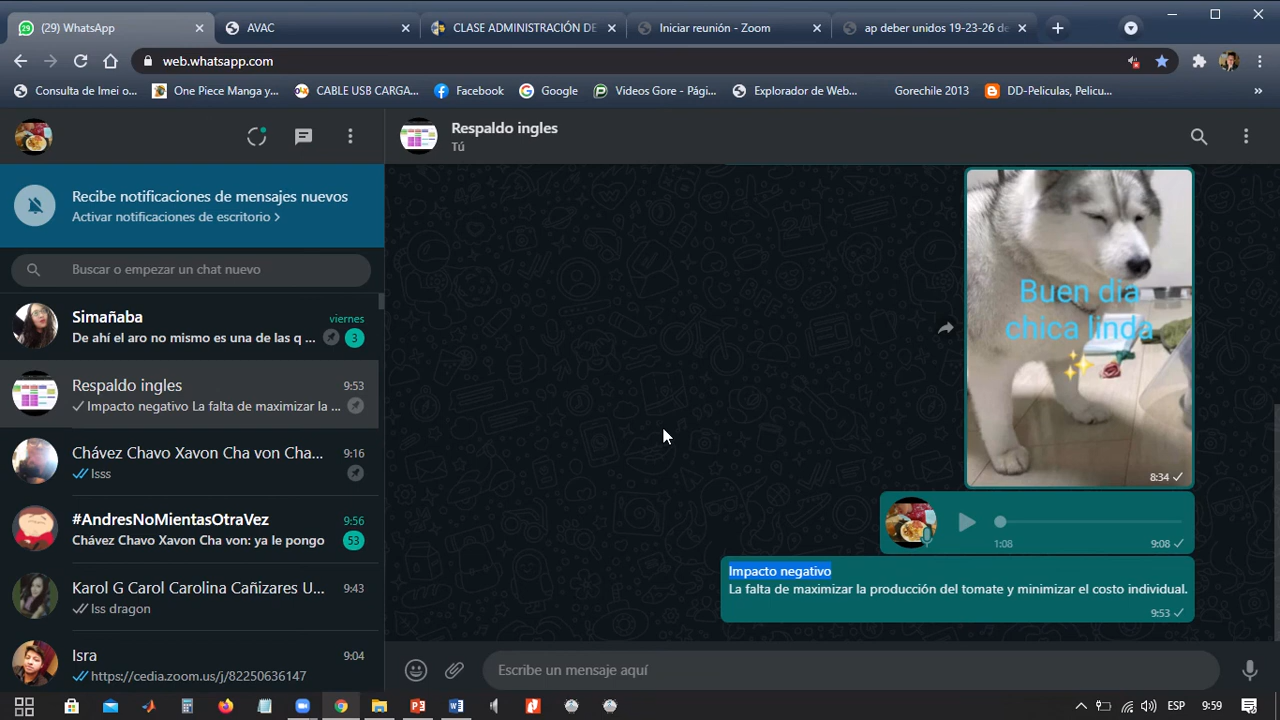 (29) WhatsApp
AVAC
CLASE ADMINISTRACIÓN DE
Iniciar reunión - Zoom
ap deber unidos 19-23-26 de
web.whatsapp.com
Consulta de Imei o...
One Piece Manga y...
CABLE USB CARGA...
Facebook
Google
Videos Gore - Pági...
Explorador de Web...
Gorechile 2013
DD-Peliculas, Pelicu...
Respaldo ingles
Tú
Recibe notificaciones de mensajes nuevos
Activar notificaciones de escritorio >
Buscar o empezar un chat nuevo
Simañaba
viernes
De ahí el aro no mismo es una de las q ...
3
Respaldo ingles
9:53
Impacto negativo La falta de maximizar la ...
Chávez Chavo Xavon Cha von Cha...
9:16
Isss
#AndresNoMientasOtraVez
9:56
Chávez Chavo Xavon Cha von: ya le pongo
53
Karol G Carol Carolina Cañizares U...
9:43
Iss dragon
Isra
9:04
https://cedia.zoom.us/j/82250636147
Buen dia
chica linda
8:34
1:08
9:08
Impacto negativo
La falta de maximizar la producción del tomate y minimizar el costo individual.
9:53
Escribe un mensaje aquí
ESP
9:59